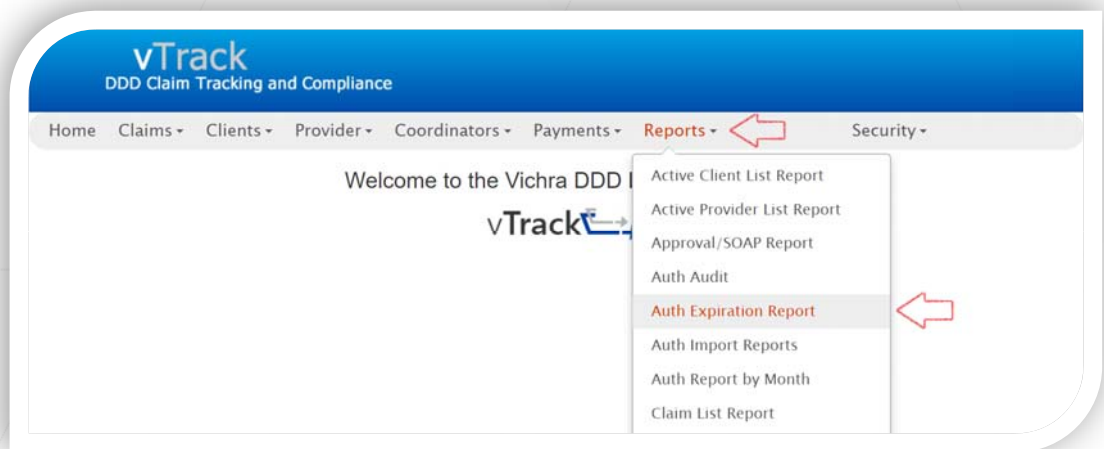 vTrack
DDD Claim Tracking and Compliance
Home Claims Clients Provider Coordinators Payments Reports Security
Welcome to the Vichra DDD
vTrack
Active Client List Report
Active Provider List Report
Approval/SOAP Report
Auth Audit
Auth Expiration Report
Auth Import Reports
Auth Report by Month
Claim List Report